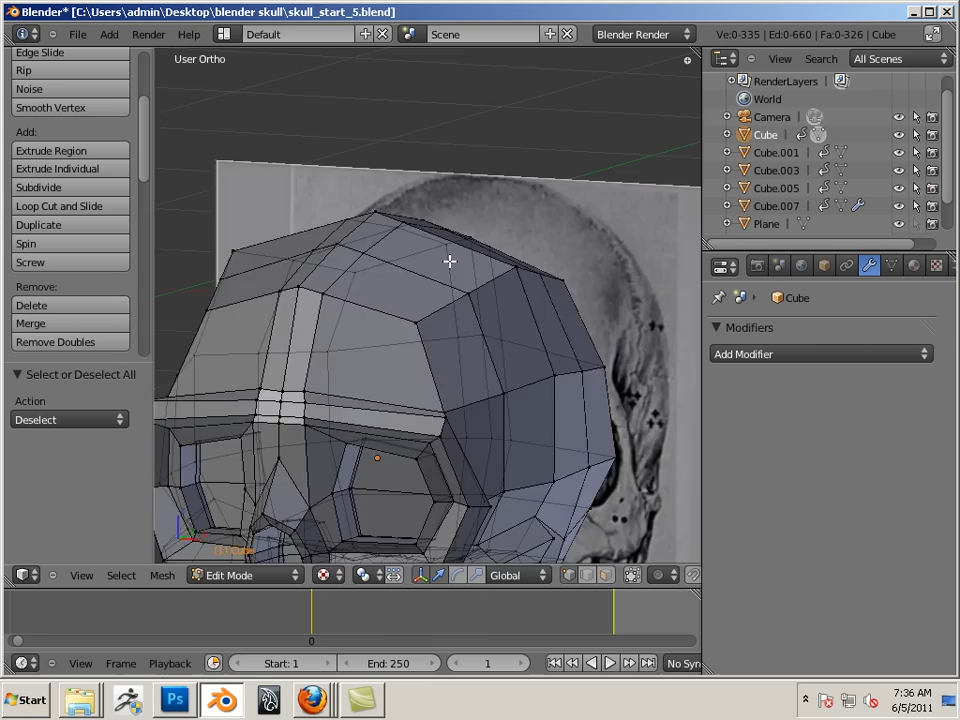 Blender* [C:\Users\admin\Desktop\blender skull\skull_start_5.blend]
File Add Render Help Default Scene Blender Render Ve:0-335 | Ed:0-660 | Fa:0-326 | Cube
Edge Slide
Rip
Noise
Smooth Vertex
Add:
Extrude Region
Extrude Individual
Subdivide
Loop Cut and Slide
Duplicate
Spin
Screw
Remove:
Delete
Merge
Remove Doubles
Select or Deselect All
Action
Deselect
User Ortho
(1) Cube
View Select Mesh Edit Mode Global
0
View Frame Playback Start: 1 End: 250 1 No Syn
View Search All Scenes
RenderLayers |
World
Camera |
Cube |
Cube.001 |
Cube.003 |
Cube.005 |
Cube.007 |
Plane |
Cube
Modifiers
Add Modifier
Start Ps 7:36 AM
6/5/2011